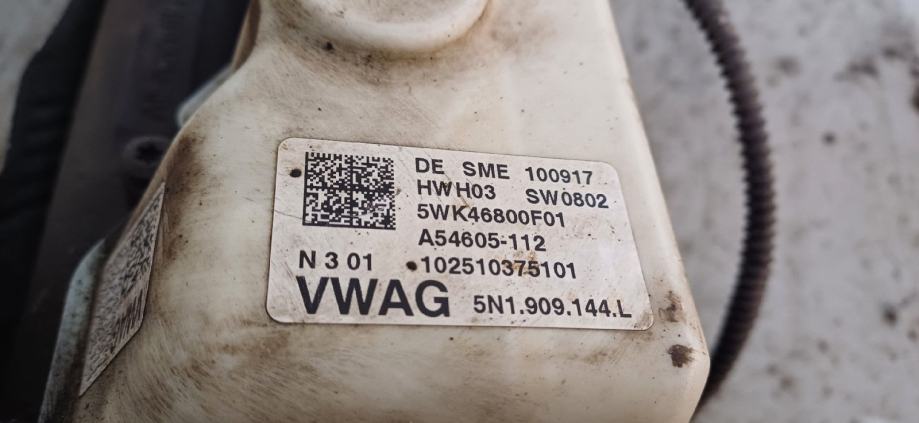 DE SME 100917
HWH03 SW0802
5WK46800F01
A54605-112
N 3 01 102510375101
VWAG 5N1.909.144.L